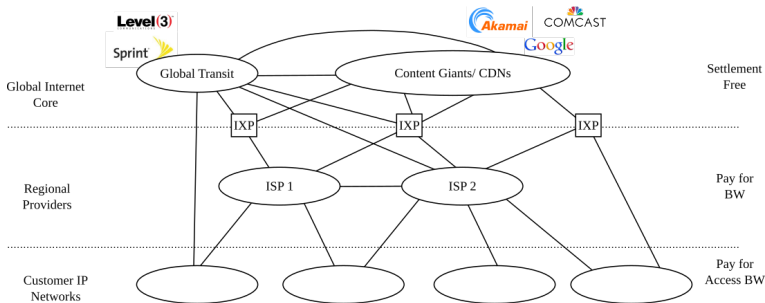 Level(3)
COMMUNICATIONS
Sprint
Akamai
COMCAST
Google
Global Transit
Content Giants/ CDNs
Settlement
Free
Global Internet
Core
IXP
IXP
IXP
Regional
Providers
ISP 1
ISP 2
Pay for
BW
Customer IP
Networks
Pay for
Access BW